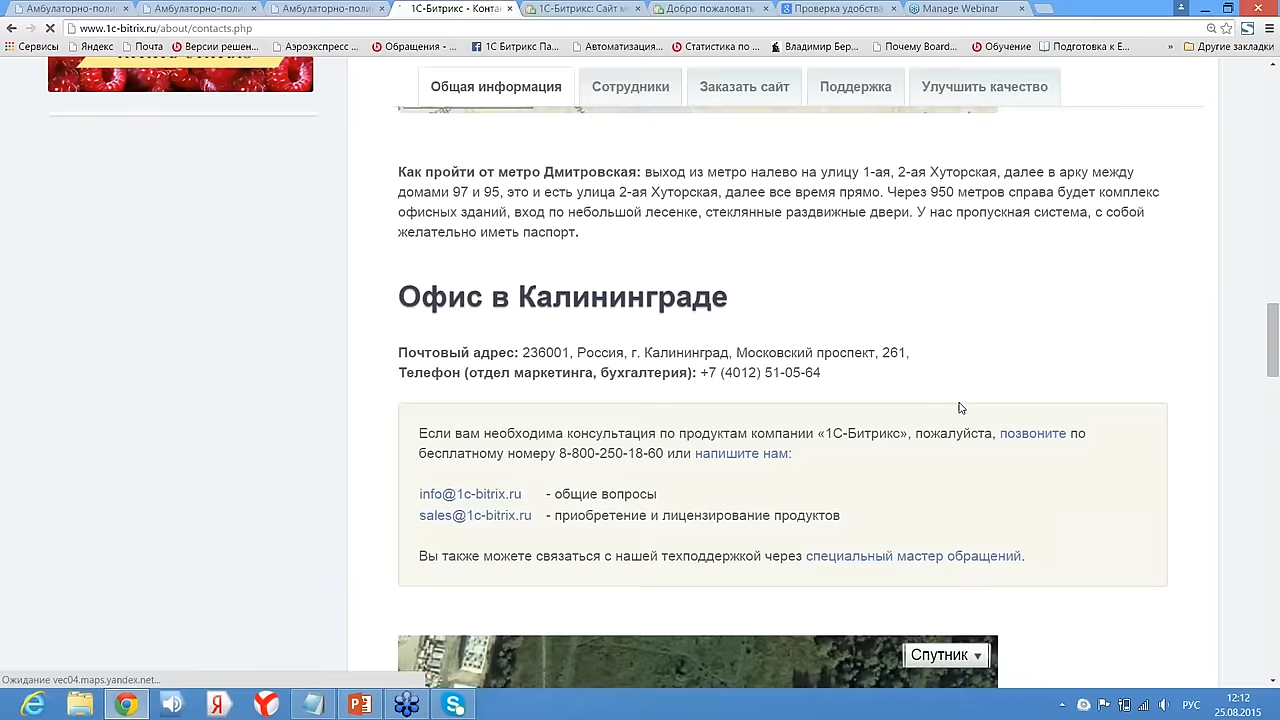 Амбулаторно-поли
Амбулаторно-поли
Амбулаторно-поли
1С-Битрикс - Конта
1С-Битрикс: Сайт м
Добро пожаловать
Проверка удобства
Manage Webinar
www.1c-bitrix.ru/about/contacts.php
Сервисы
Яндекс
Почта
Версии решен...
Аэроэкспресс ...
Обращения - ...
1С Битрикс Па...
Автоматизация...
Статистика по ...
Владимир Бер...
Почему Board...
Обучение
Подготовка к E...
»
Другие закладки
Общая информация
Сотрудники
Заказать сайт
Поддержка
Улучшить качество
Как пройти от метро Дмитровская: выход из метро налево на улицу 1-ая, 2-ая Хуторская, далее в арку между
домами 97 и 95, это и есть улица 2-ая Хуторская, далее все время прямо. Через 950 метров справа будет комплекс
офисных зданий, вход по небольшой лесенке, стеклянные раздвижные двери. У нас пропускная система, с собой
желательно иметь паспорт.
Офис в Калининграде
Почтовый адрес: 236001, Россия, г. Калининград, Московский проспект, 261,
Телефон (отдел маркетинга, бухгалтерия): +7 (4012) 51-05-64
Если вам необходима консультация по продуктам компании «1С-Битрикс», пожалуйста, позвоните по
бесплатному номеру 8-800-250-18-60 или напишите нам:
info@1c-bitrix.ru - общие вопросы
sales@1c-bitrix.ru - приобретение и лицензирование продуктов
Вы также можете связаться с нашей техподдержкой через специальный мастер обращений.
Спутник
Ожидание vec04.maps.yandex.net...
РУС
12:12
25.08.2015